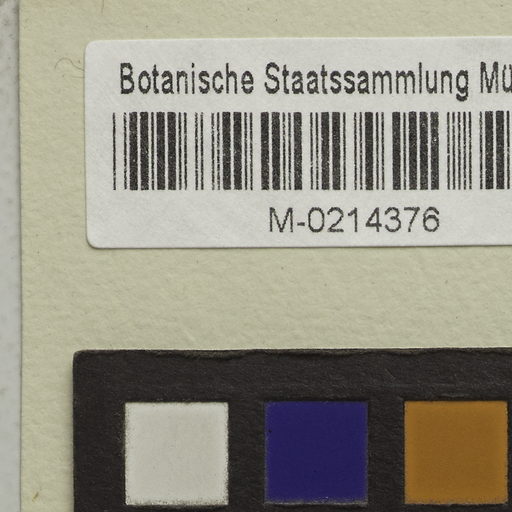 Botanische Staatssammlung Mü
M-0214376